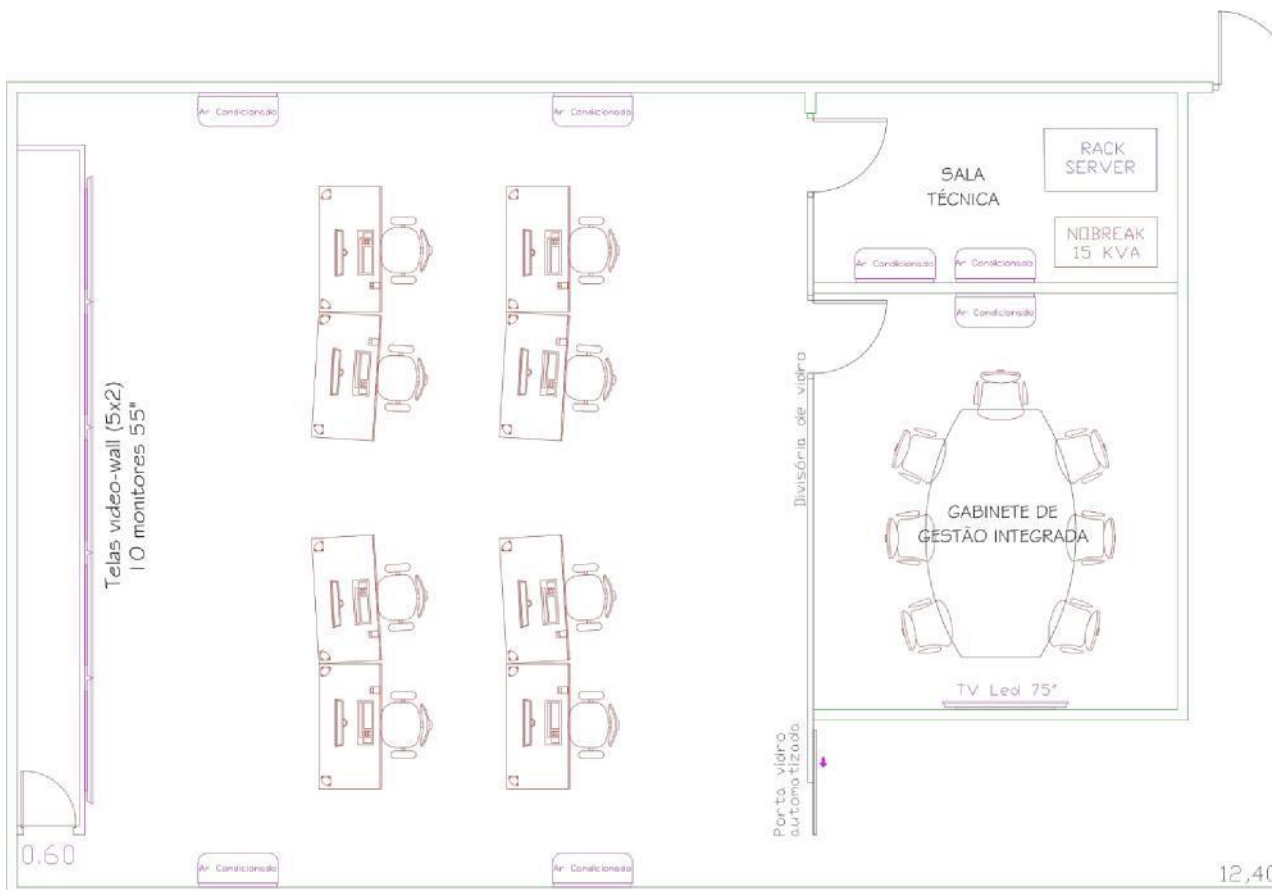 Ar Condicionado
Ar Condicionado
RACK
SERVER
SALA
TÉCNICA
NOBREAK
15 KVA
Ar Condicionado
Ar Condicionado
Ar Condicionado
Divisória de vidro
Telas video-wall (5x2)
10 monitores 55"
GABINETE DE
GESTÃO INTEGRADA
TV Led 75"
Porta vidro
automatizada
0.60
Ar Condicionado
Ar Condicionado
12,40